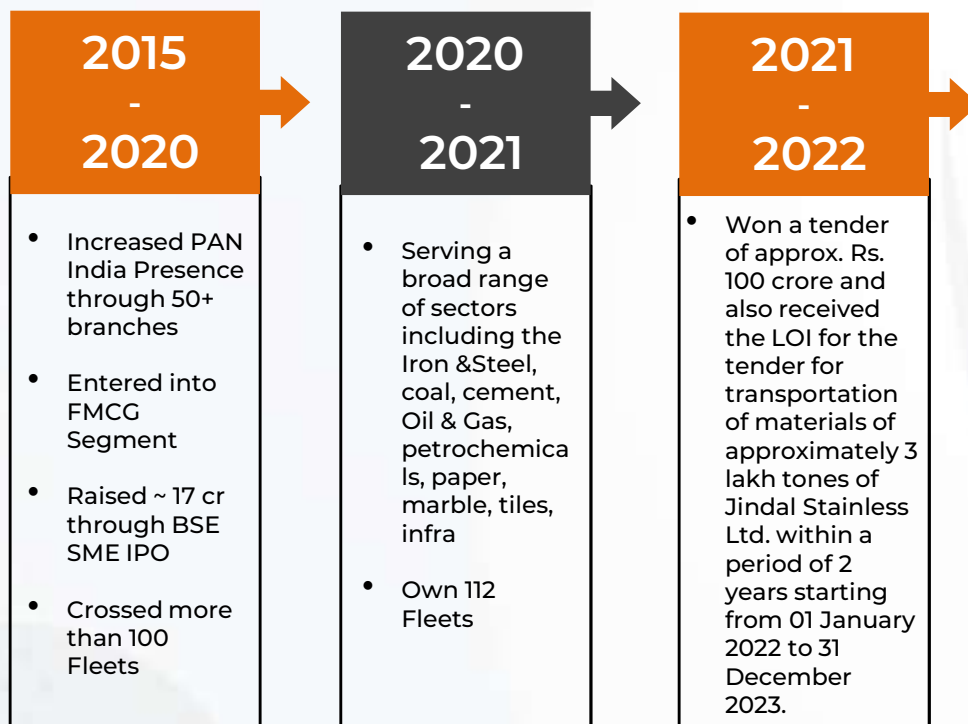 2015
-
2020
• Increased PAN
India Presence
through 50+
branches
• Entered into
FMCG
Segment
• Raised ~ 17 cr
through BSE
SME IPO
• Crossed more
than 100
Fleets
2020
-
2021
• Serving a
broad range
of sectors
including the
Iron &Steel,
coal, cement,
Oil & Gas,
petrochemica
ls, paper,
marble, tiles,
infra
• Own 112
Fleets
2021
-
2022
• Won a tender
of approx. Rs.
100 crore and
also received
the LOI for the
tender for
transportation
of materials of
approximately 3
lakh tones of
Jindal Stainless
Ltd. within a
period of 2
years starting
from 01 January
2022 to 31
December
2023.